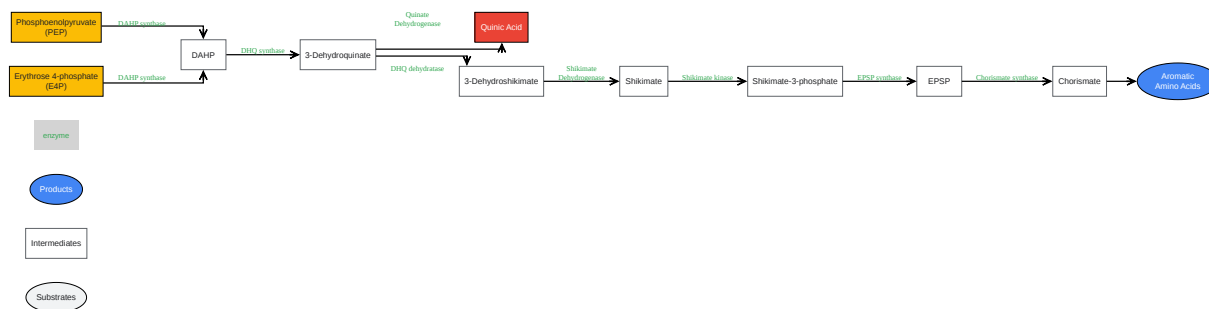 Phosphoenolpyruvate
(PEP)
DAHP synthase
Quinate
Dehydrogenase
Quinic Acid
DAHP
DHQ synthase
3-Dehydroquinate
Erythrose 4-phosphate
(E4P)
DAHP synthase
DHQ dehydratase
3-Dehydroshikimate
Shikimate
Dehydrogenase
Shikimate
Shikimate kinase
Shikimate-3-phosphate
EPSP synthase
EPSP
Chorismate synthase
Chorismate
Aromatic
Amino Acids
enzyme
Products
Intermediates
Substrates